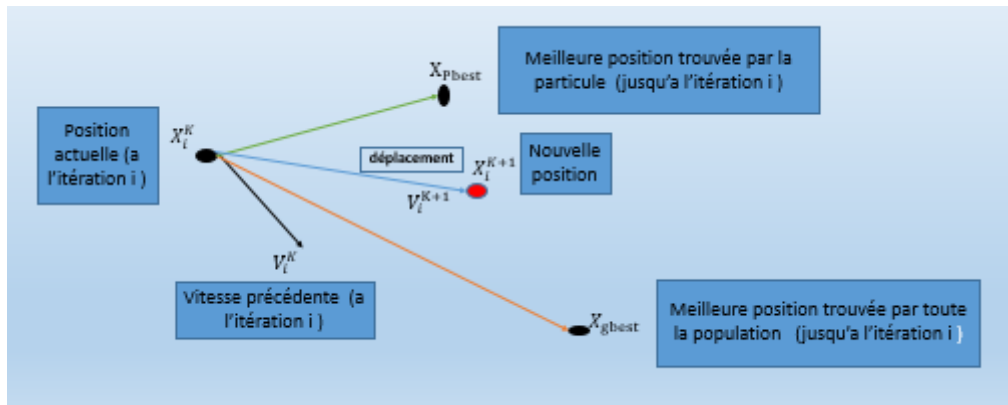 Meilleure position trouvée par la
particule (jusqu'a l'itération i )
X_Pbest
Position
actuelle (a
l'itération i )
X_i^K
déplacement
X_i^{K+1}
Nouvelle
position
V_i^{K+1}
V_i^K
Vitesse précédente (a
l'itération i )
X_gbest
Meilleure position trouvée par toute
la population (jusqu'a l'itération i )